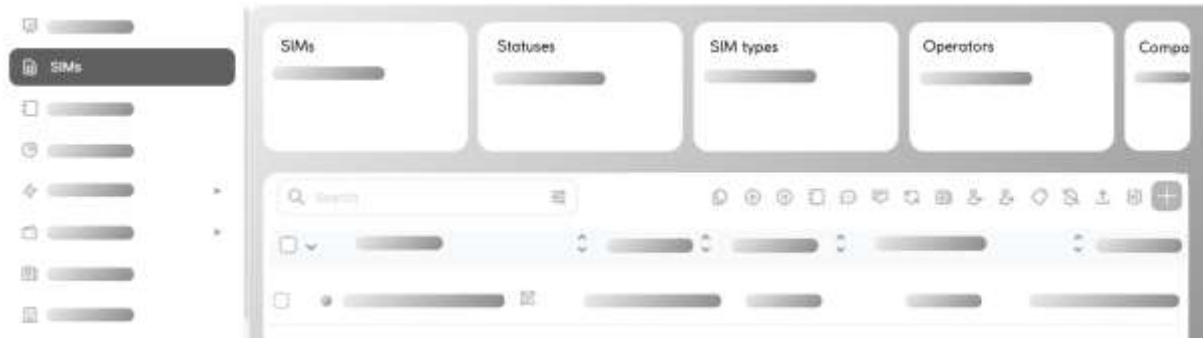 SIMs
SIMs
Statuses
SIM types
Operators
Compa
Search